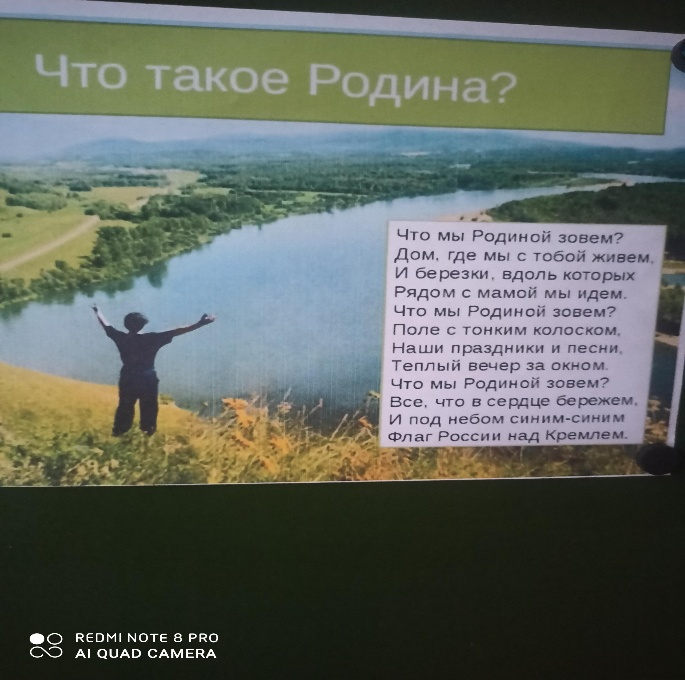 Что такое Родина?
Что мы Родиной зовем?
Дом, где мы с тобой живем,
И березки, вдоль которых
Рядом с мамой мы идем.
Что мы Родиной зовем?
Поле с тонким колоском,
Наши праздники и песни,
Теплый вечер за окном.
Что мы Родиной зовем?
Все, что в сердце бережем,
И под небом синим-синим
Флаг России над Кремлем.
REDMI NOTE 8 PRO
AI QUAD CAMERA